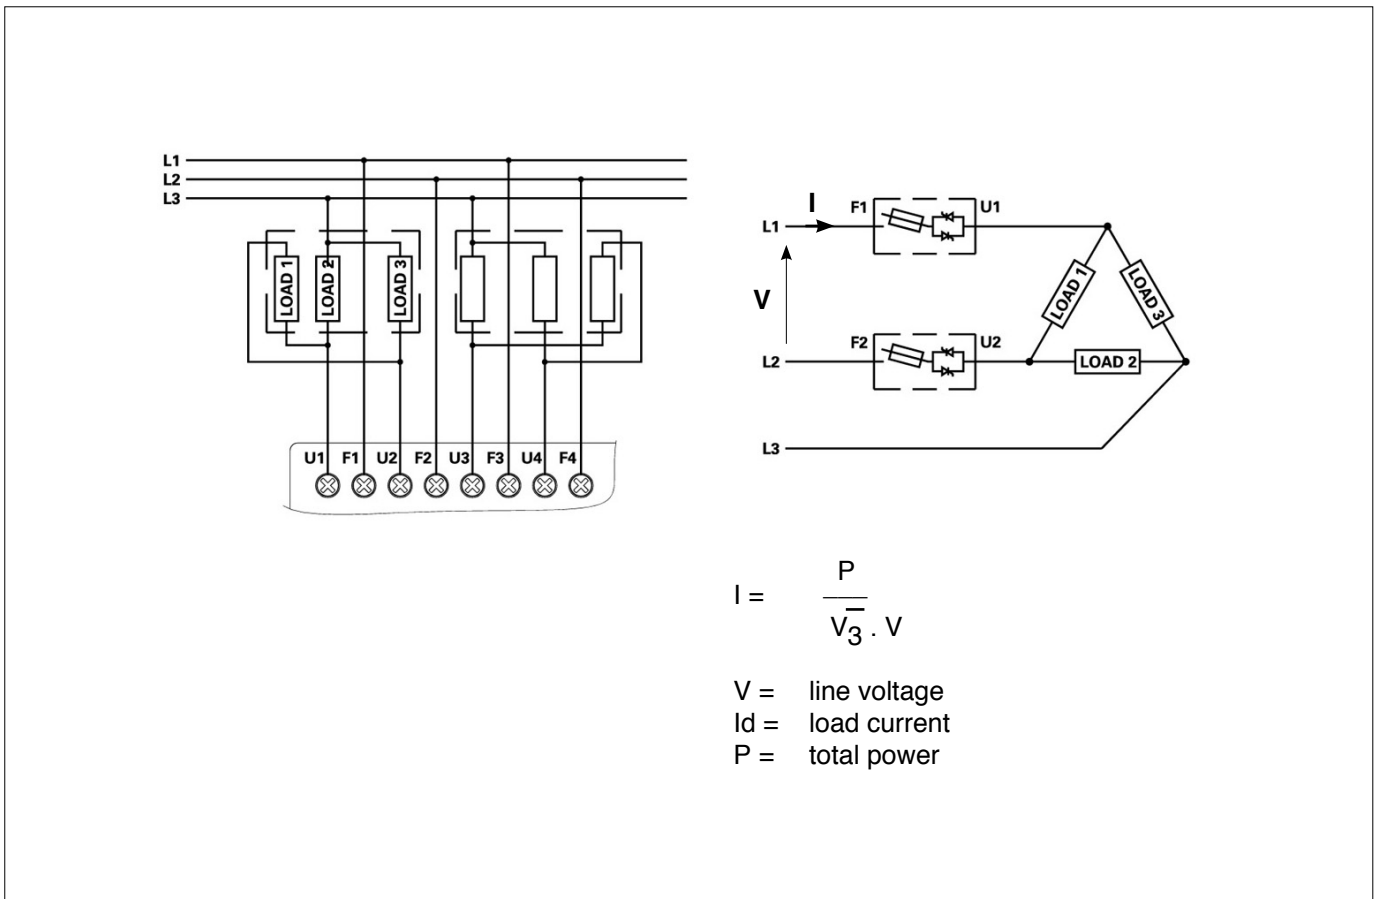 L1
L2
L3
LOAD 1
LOAD 2
LOAD 3
U1 F1 U2 F2 U3 F3 U4 F4
I
L1
F1
U1
V
LOAD 1
LOAD 3
L2
F2
U2
LOAD 2
L3
P
I =
V3 . V
V = line voltage
Id = load current
P = total power